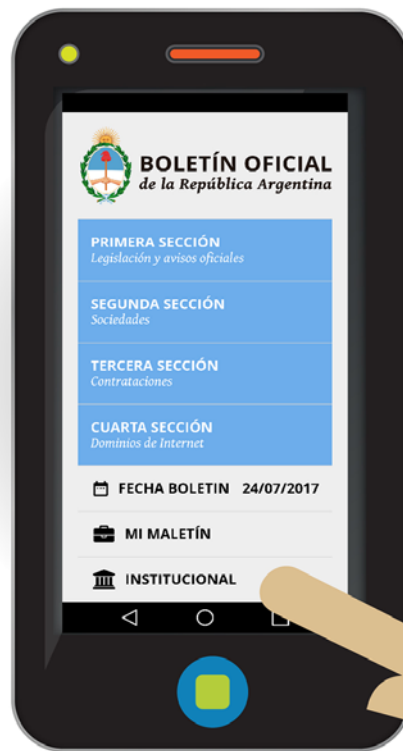 BOLETÍN OFICIAL
de la República Argentina
PRIMERA SECCIÓN
Legislación y avisos oficiales
SEGUNDA SECCIÓN
Sociedades
TERCERA SECCIÓN
Contrataciones
CUARTA SECCIÓN
Dominios de Internet
FECHA BOLETIN 24/07/2017
MI MALETÍN
INSTITUCIONAL